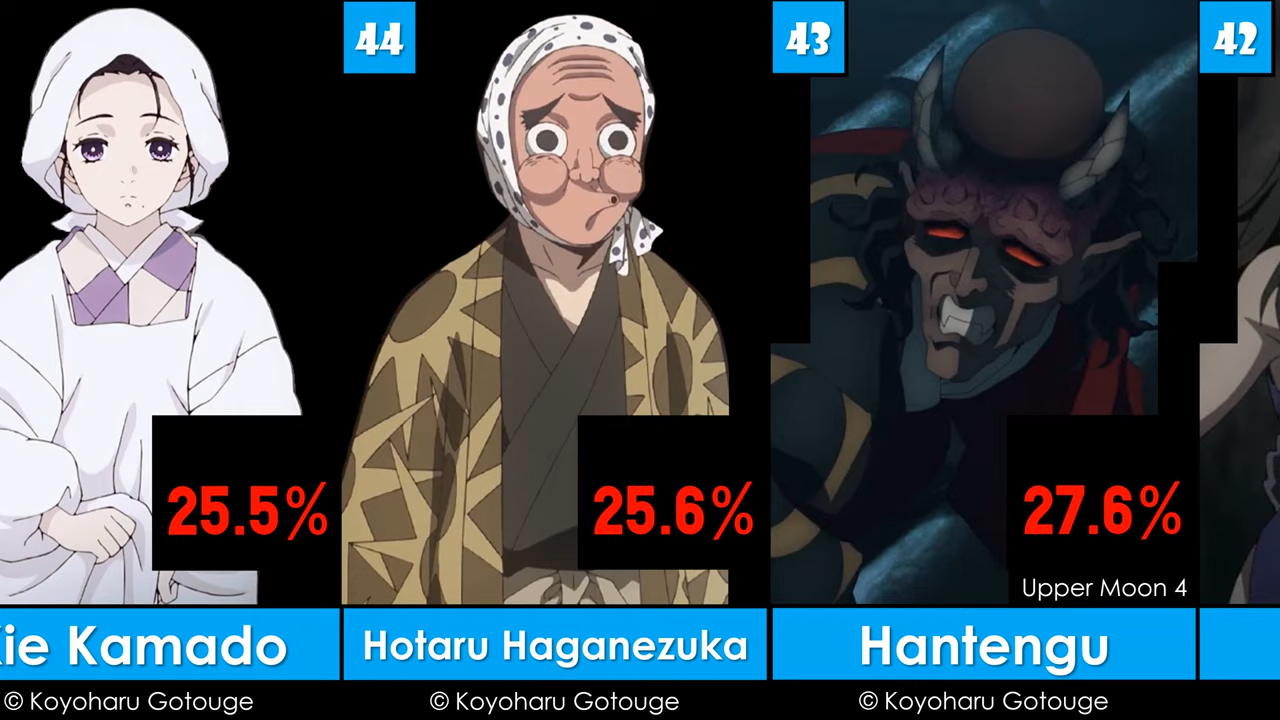 44
43
42
25.5%
25.6%
27.6%
Upper Moon 4
Kie Kamado
Hotaru Haganezuka
Hantengu
© Koyoharu Gotouge
© Koyoharu Gotouge
© Koyoharu Gotouge